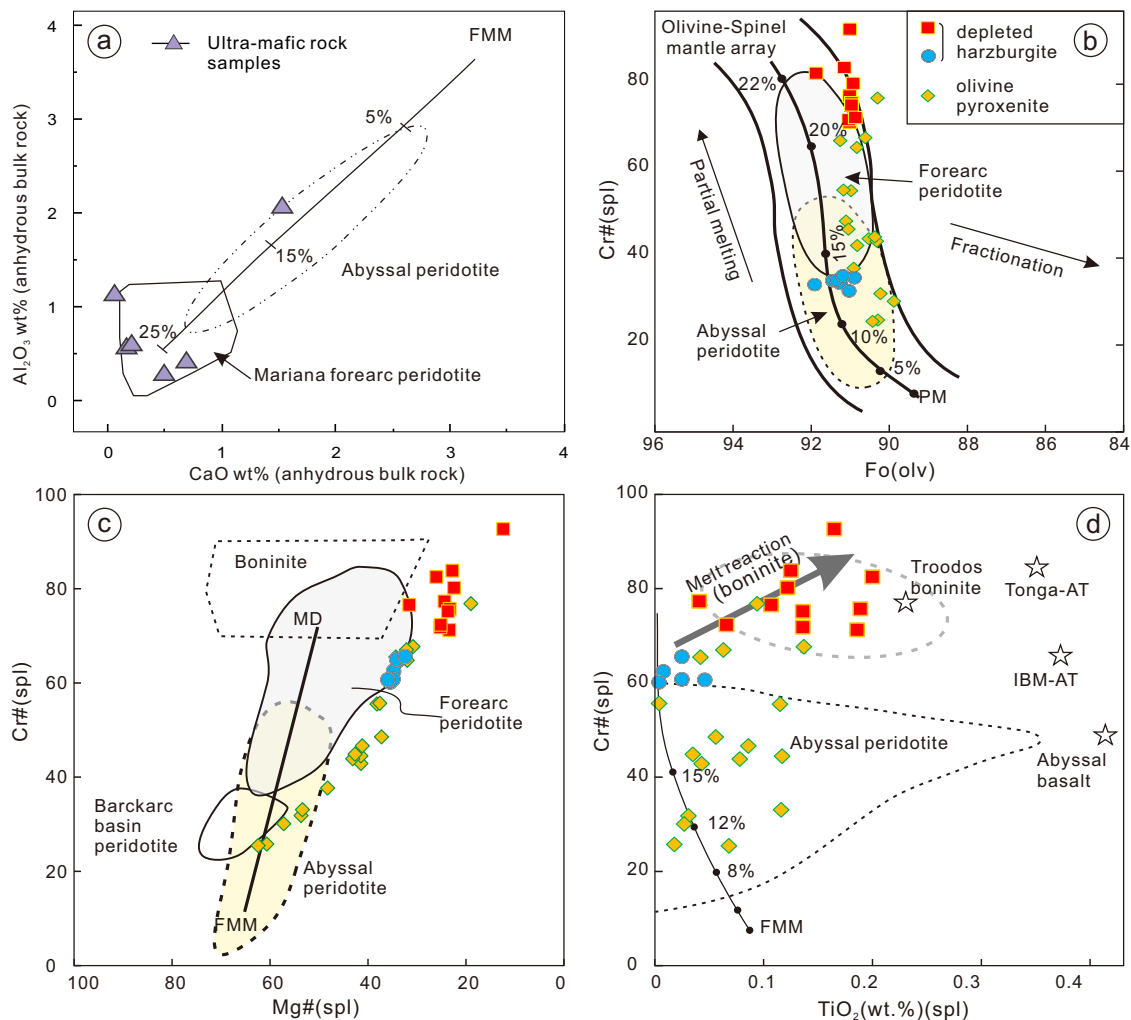 a
Ultra-mafic rock
samples
FMM
5%
15%
25%
Abyssal peridotite
Mariana forearc peridotite
4
3
2
1
0
0
1
2
3
4
Al₂O₃ wt% (anhydrous bulk rock)
CaO wt% (anhydrous bulk rock)
b
Olivine-Spinel
mantle array
depleted
harzburgite
olivine
pyroxenite
22%
20%
15%
10%
5%
PM
Partial melting
Forearc
peridotite
Fractionation
Abyssal
peridotite
80
60
40
20
0
96
94
92
90
88
86
84
Cr#(spl)
Fo(olv)
c
Boninite
MD
Forearc
peridotite
Barckarc
basin
peridotite
Abyssal
peridotite
FMM
100
80
60
40
20
0
100
80
60
40
20
0
Cr#(spl)
Mg#(spl)
d
Melt reaction
(boninite)
Troodos
boninite
Tonga-AT
IBM-AT
Abyssal peridotite
Abyssal
basalt
15%
12%
8%
FMM
100
80
60
40
20
0
0
0.1
0.2
0.3
0.4
Cr#(spl)
TiO₂(wt.%)(spl)